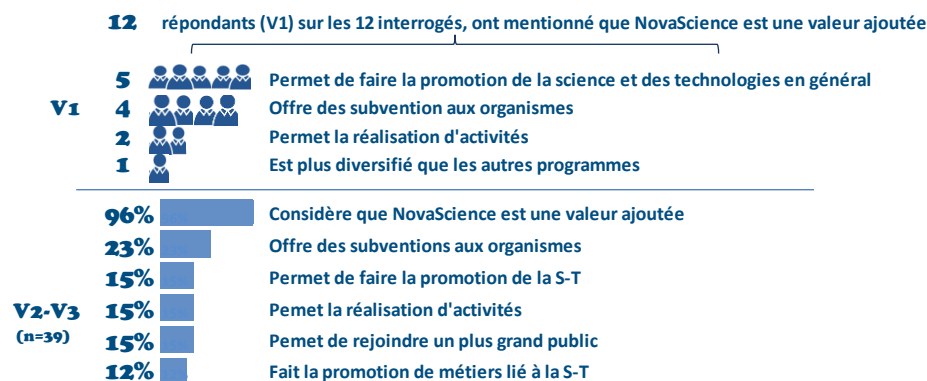 12 répondants (V1) sur les 12 interrogés, ont mentionné que NovaScience est une valeur ajoutée
5 Permet de faire la promotion de la science et des technologies en général
V1 4 Offre des subvention aux organismes
2 Permet la réalisation d'activités
1 Est plus diversifié que les autres programmes
96% Considère que NovaScience est une valeur ajoutée
23% Offre des subventions aux organismes
15% Permet de faire la promotion de la S-T
V2-V3 15% Pemet la réalisation d'activités
(n=39) 15% Pemet de rejoindre un plus grand public
12% Fait la promotion de métiers lié à la S-T